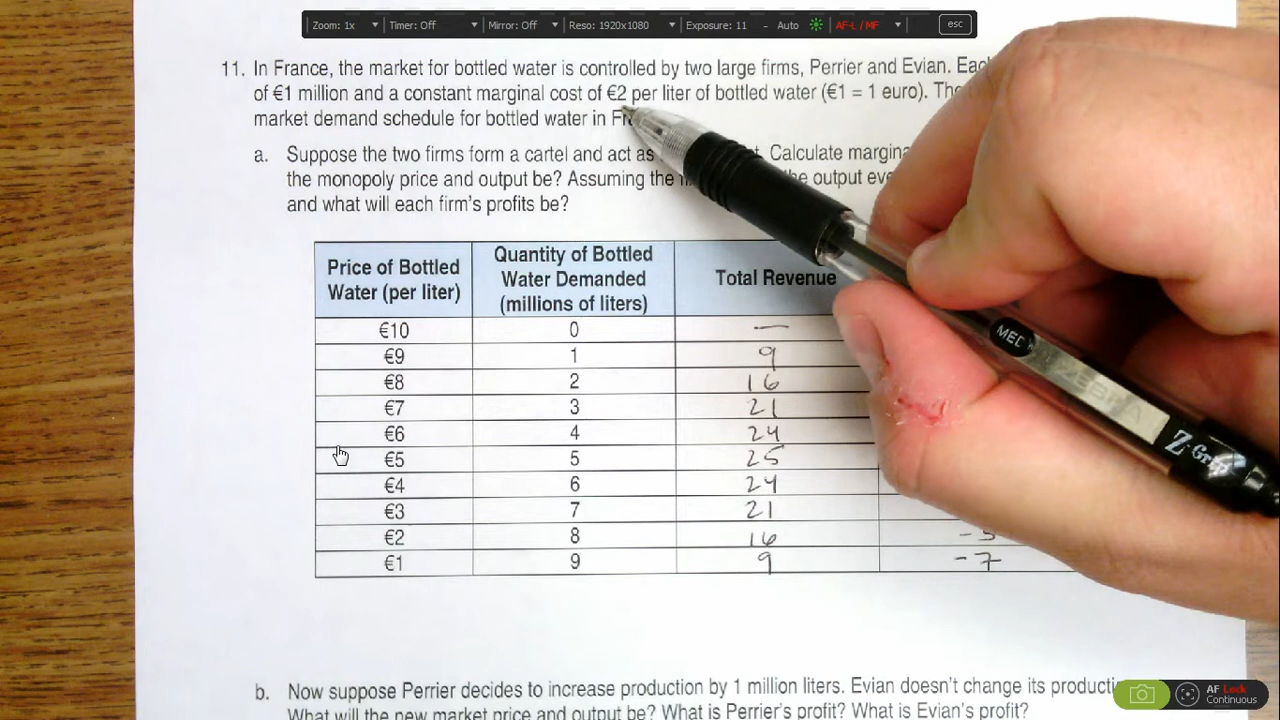 Zoom: 1x Timer: Off Mirror: Off Reso: 1920x1080 Exposure: 11 - Auto AF-L / MF esc
11. In France, the market for bottled water is controlled by two large firms, Perrier and Evian.
of €1 million and a constant marginal cost of €2 per liter of bottled water (€1 = 1 euro).
market demand schedule for bottled water in
a. Suppose the two firms form a cartel and act as Calculate
the monopoly price and output be? Assuming the the output
and what will each firm's profits be?
Price of Bottled Water (per liter) Quantity of Bottled Water Demanded (millions of liters) Total Revenue
€10 0 —
€9 1 9
€8 2 16
€7 3 21
€6 4 24
€5 5 25
€4 6 24
€3 7 21
€2 8 16 -5
€1 9 9 -7
MED
ZEBRA
Z-Grip
b. Now suppose Perrier decides to increase production by 1 million liters. Evian doesn't change its
What will the new market price and output be? What is Perrier's profit? What is Evian's profit?
AF Lock
Continuous